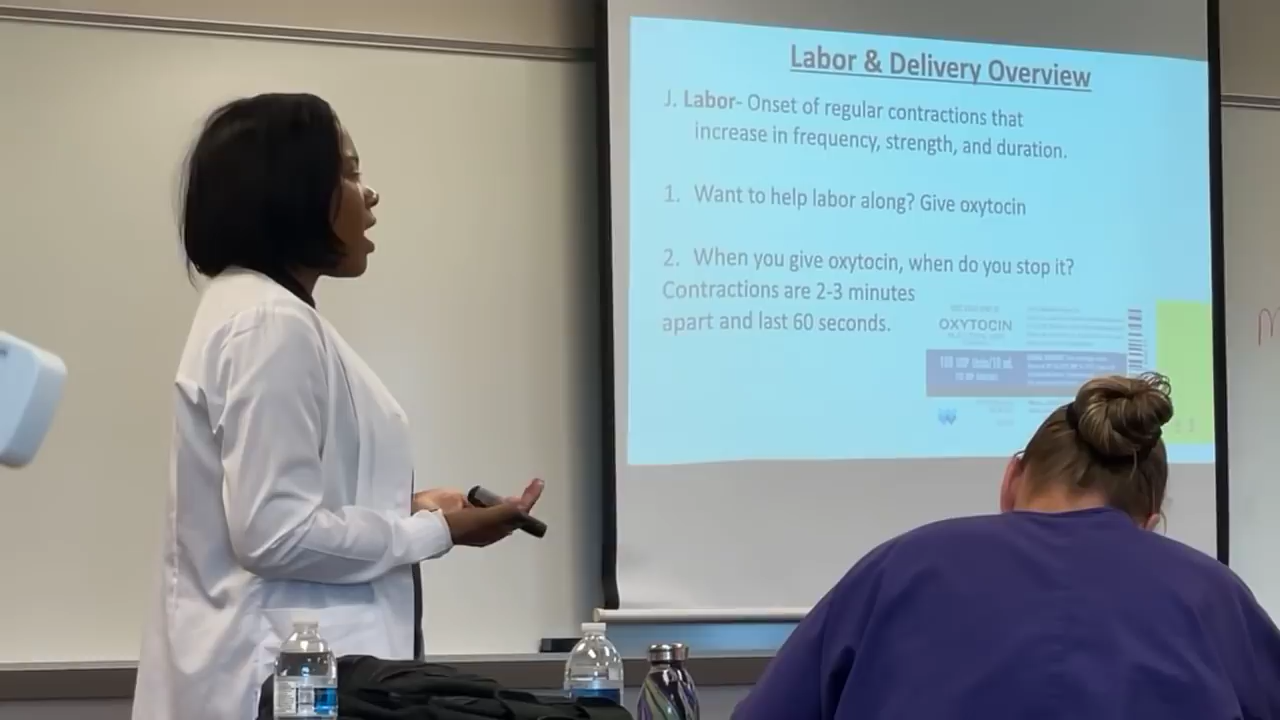 Labor & Delivery Overview
J. Labor- Onset of regular contractions that
increase in frequency, strength, and duration.
1. Want to help labor along? Give oxytocin
2. When you give oxytocin, when do you stop it?
Contractions are 2-3 minutes
apart and last 60 seconds.
OXYTOCIN